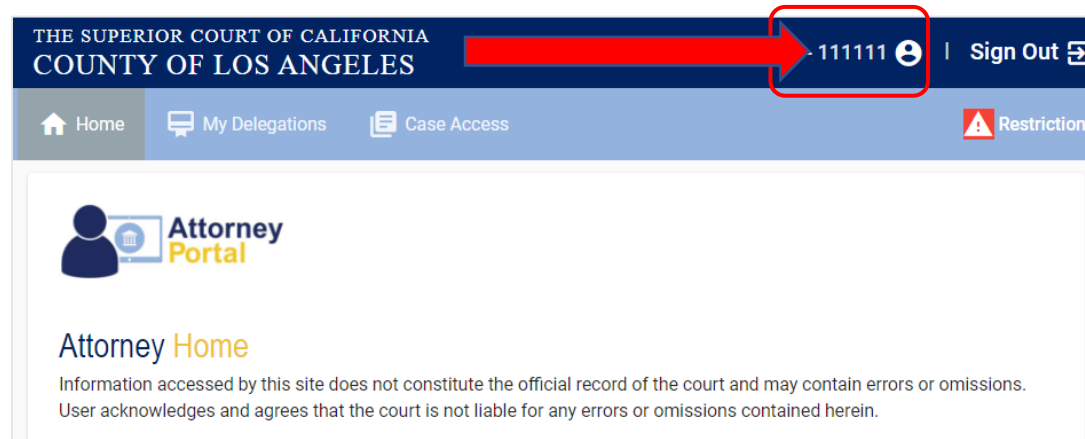 THE SUPERIOR COURT OF CALIFORNIA
COUNTY OF LOS ANGELES
- 111111 | Sign Out
Home My Delegations Case Access Restriction
Attorney
Portal
Attorney Home
Information accessed by this site does not constitute the official record of the court and may contain errors or omissions.
User acknowledges and agrees that the court is not liable for any errors or omissions contained herein.